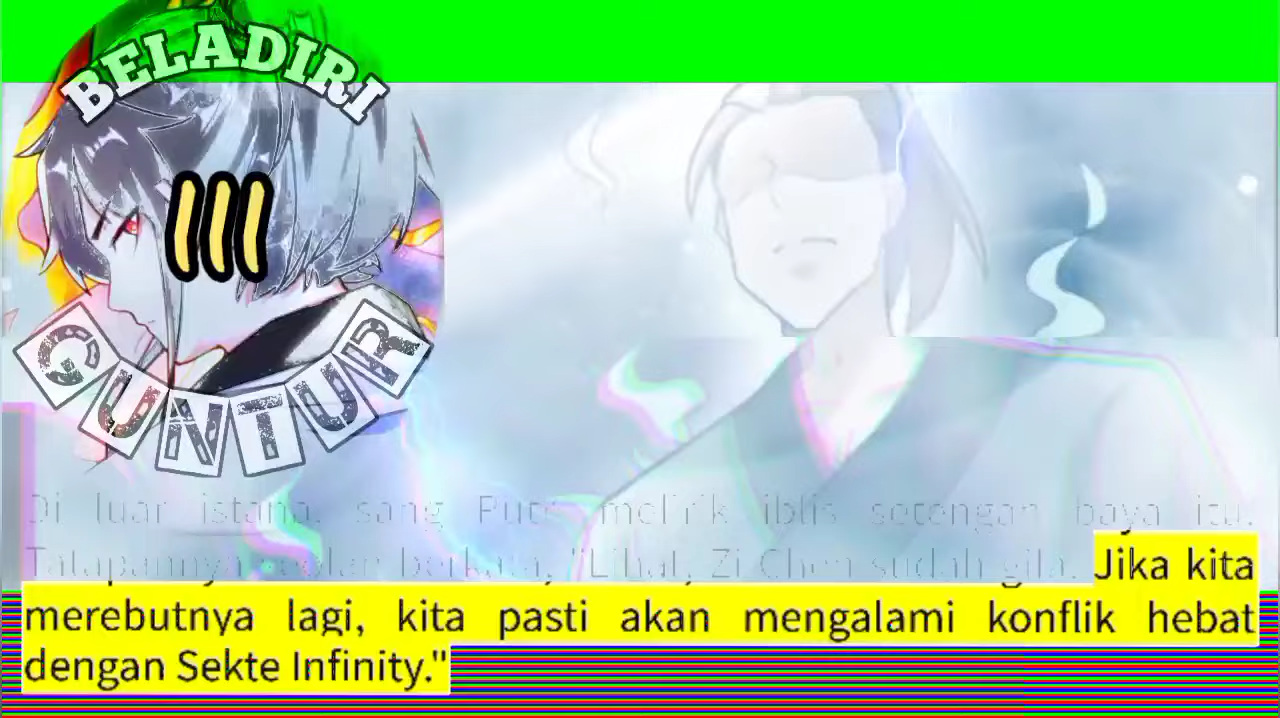 BELADIRI
GUNTUR
Di luar istana, sang Putri melirik iblis setengah baya itu.
Tatapannya seolah berkata, "Lihat, Zi Chen sudah gila. Jika kita
merebutnya lagi, kita pasti akan mengalami konflik hebat
dengan Sekte Infinity."